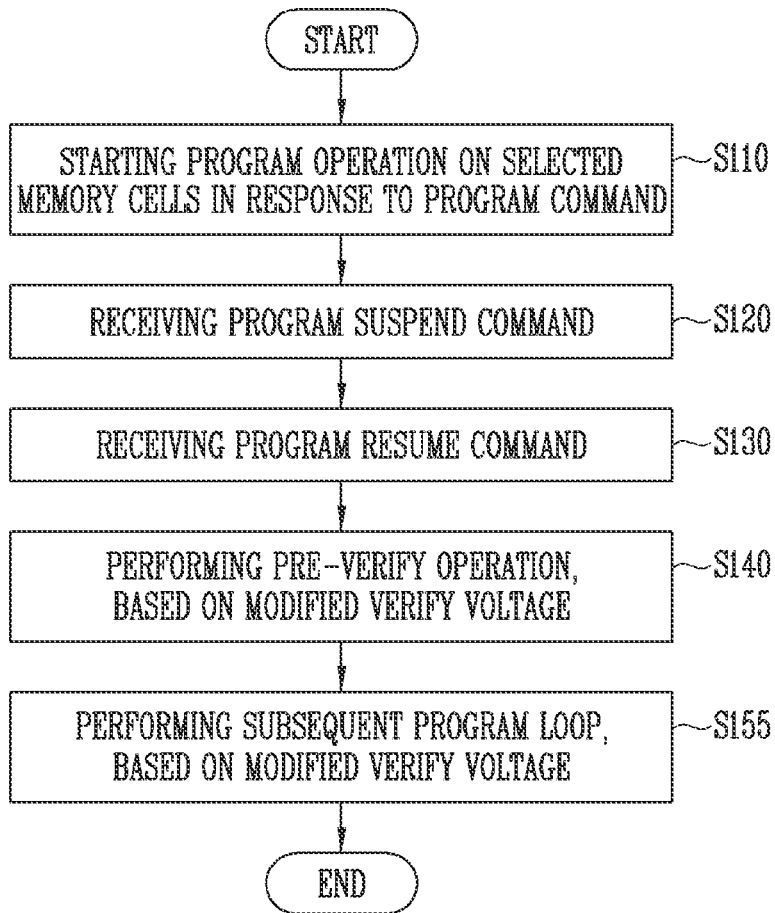 START
STARTING PROGRAM OPERATION ON SELECTED
MEMORY CELLS IN RESPONSE TO PROGRAM COMMAND
S110
RECEIVING PROGRAM SUSPEND COMMAND
S120
RECEIVING PROGRAM RESUME COMMAND
S130
PERFORMING PRE-VERIFY OPERATION,
BASED ON MODIFIED VERIFY VOLTAGE
S140
PERFORMING SUBSEQUENT PROGRAM LOOP,
BASED ON MODIFIED VERIFY VOLTAGE
S155
END